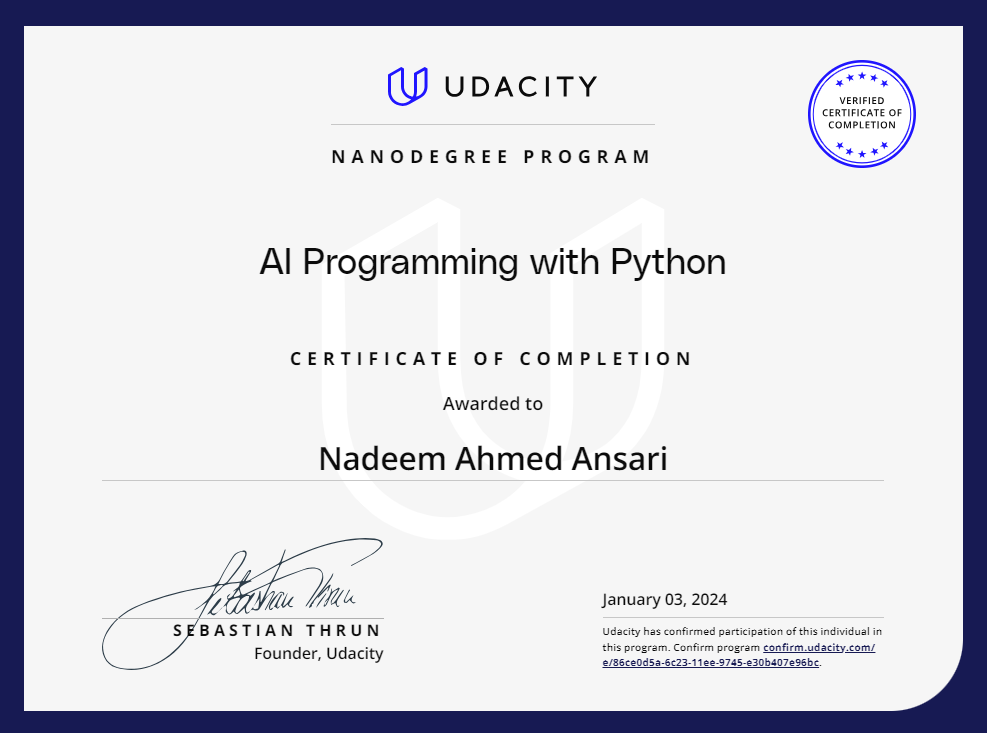 UDACITY
VERIFIED
CERTIFICATE OF
COMPLETION
NANODEGREE PROGRAM
AI Programming with Python
CERTIFICATE OF COMPLETION
Awarded to
Nadeem Ahmed Ansari
Sebastian Thrun
SEBASTIAN THRUN
Founder, Udacity
January 03, 2024
Udacity has confirmed participation of this individual in
this program. Confirm program confirm.udacity.com/
e/86ce0d5a-6c23-11ee-9745-e30b407e96bc.